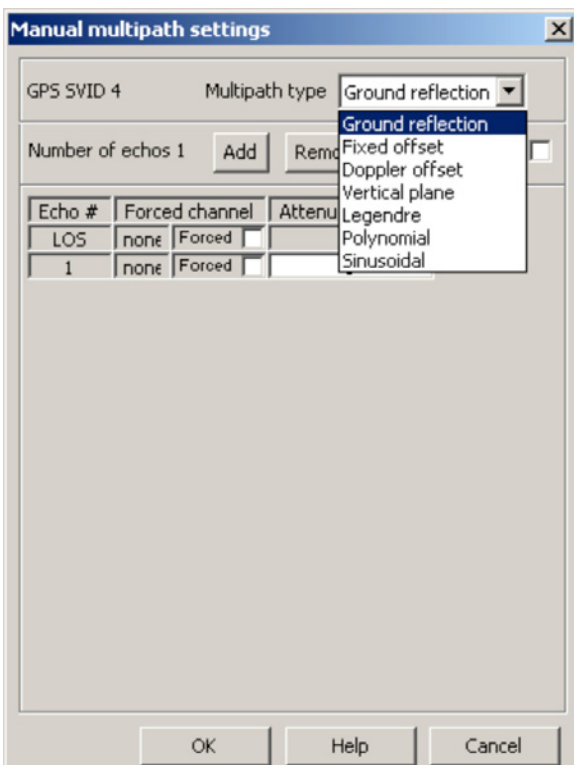 Manual multipath settings
GPS SVID 4 Multipath type Ground reflection
Ground reflection
Fixed offset
Doppler offset
Vertical plane
Legendre
Polynomial
Sinusoidal
Number of echos 1 Add
Echo # Forced channel
LOS none Forced
1 none Forced
OK Help Cancel